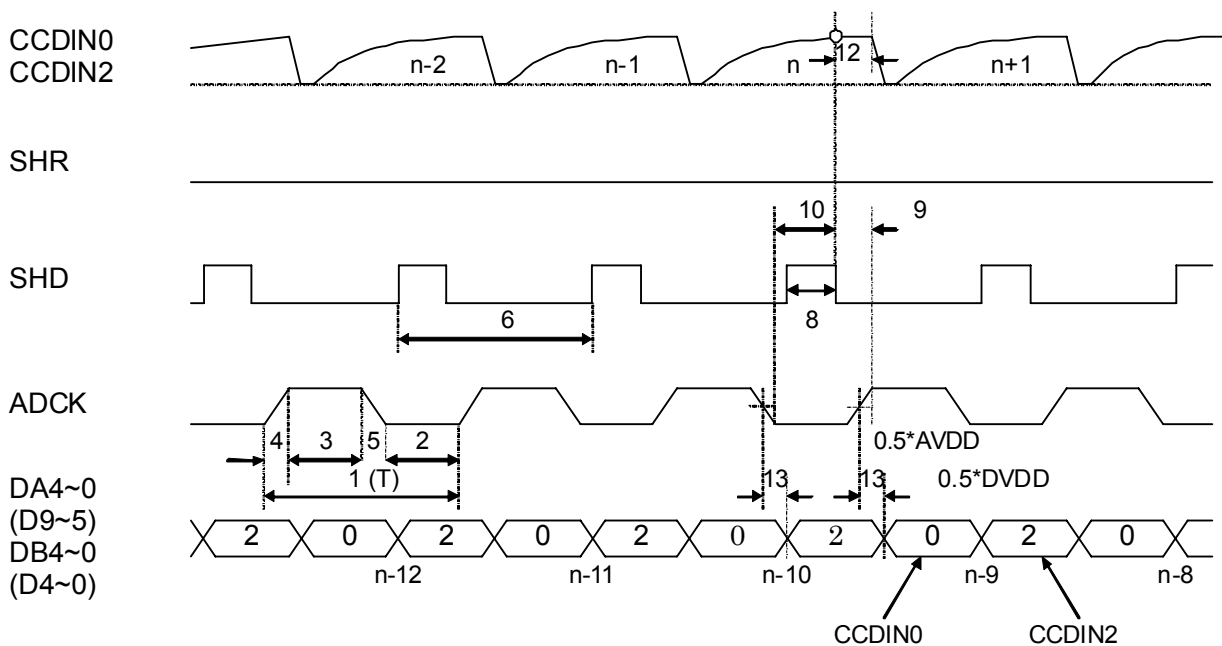 CCDIN0
CCDIN2
n-2
n-1
n
12
n+1
SHR
10
9
SHD
6
8
ADCK
4
3
5
2
0.5*AVDD
1 (T)
13
13
0.5*DVDD
DA4~0
(D9~5)
DB4~0
(D4~0)
2
0
2
0
2
0
2
0
2
0
n-12
n-11
n-10
n-9
n-8
CCDIN0
CCDIN2